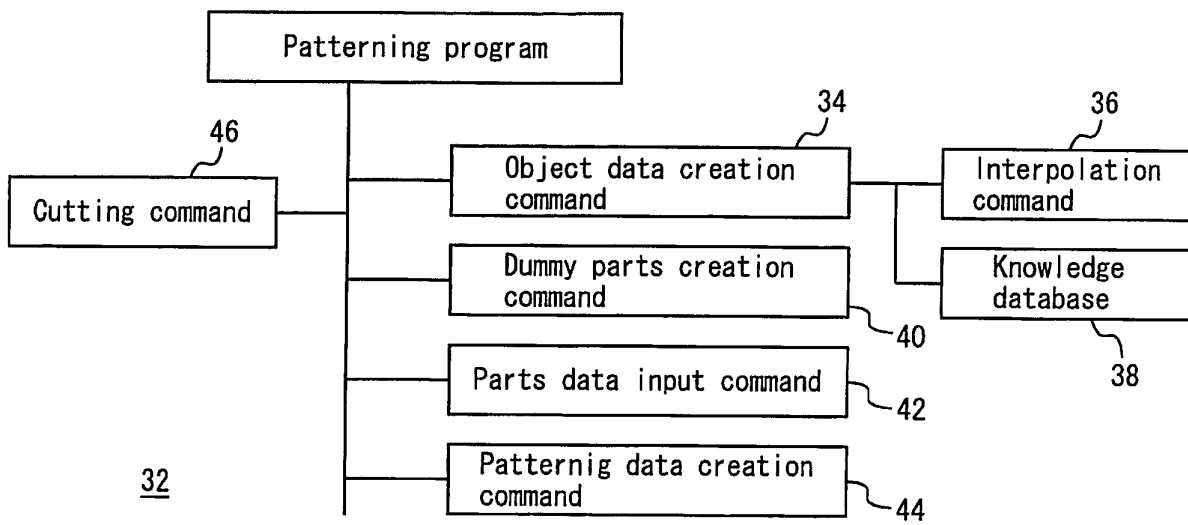 Patterning program
46
34
36
Cutting command
Object data creation
command
Interpolation
command
Dummy parts creation
command
40
Knowledge
database
38
Parts data input command
42
Patternig data creation
command
44
32